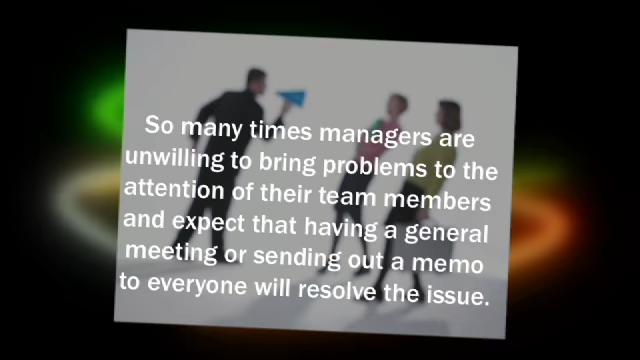 So many times managers are
unwilling to bring problems to the
attention of their team members
and expect that having a general
meeting or sending out a memo
to everyone will resolve the issue.